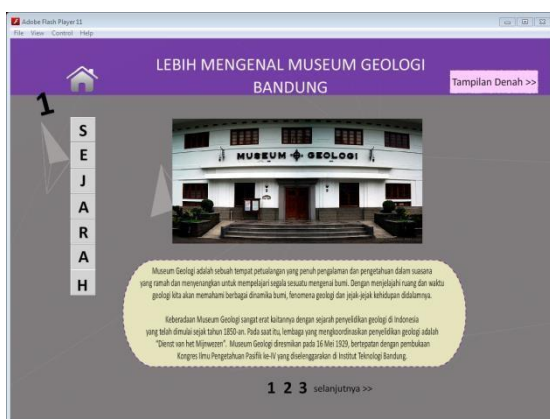 Adobe Flash Player 11
File View Control Help
LEBIH MENGENAL MUSEUM GEOLOGI
BANDUNG
Tampilan Denah >>
1
S
E
J
A
R
A
H
MUSEUM GEOLOGI
Museum Geologi adalah sebuah tempat petualangan yang penuh pengalaman dan pengetahuan dalam suasana
yang ramah dan menyenangkan untuk mempelajari segala sesuatu mengenai bumi. Dengan menjelajahi ruang dan waktu
geologi kita akan memahami berbagai dinamika bumi, fenomena geologi dan jejak-jejak kehidupan didalamnya.
Keberadaan Museum Geologi sangat erat kaitannya dengan sejarah penyelidikan geologi di Indonesia
yang telah dimulai sejak tahun 1850-an. Pada saat itu, lembaga yang mengkoordinasikan penyelidikan geologi adalah
"Dienst van het Mijnwezen". Museum Geologi diresmikan pada 16 Mei 1929, bertepatan dengan pembukaan
Kongres Ilmu Pengetahuan Pasifik ke-IV yang diselenggarakan di Institut Teknologi Bandung.
1 2 3 selanjutnya >>